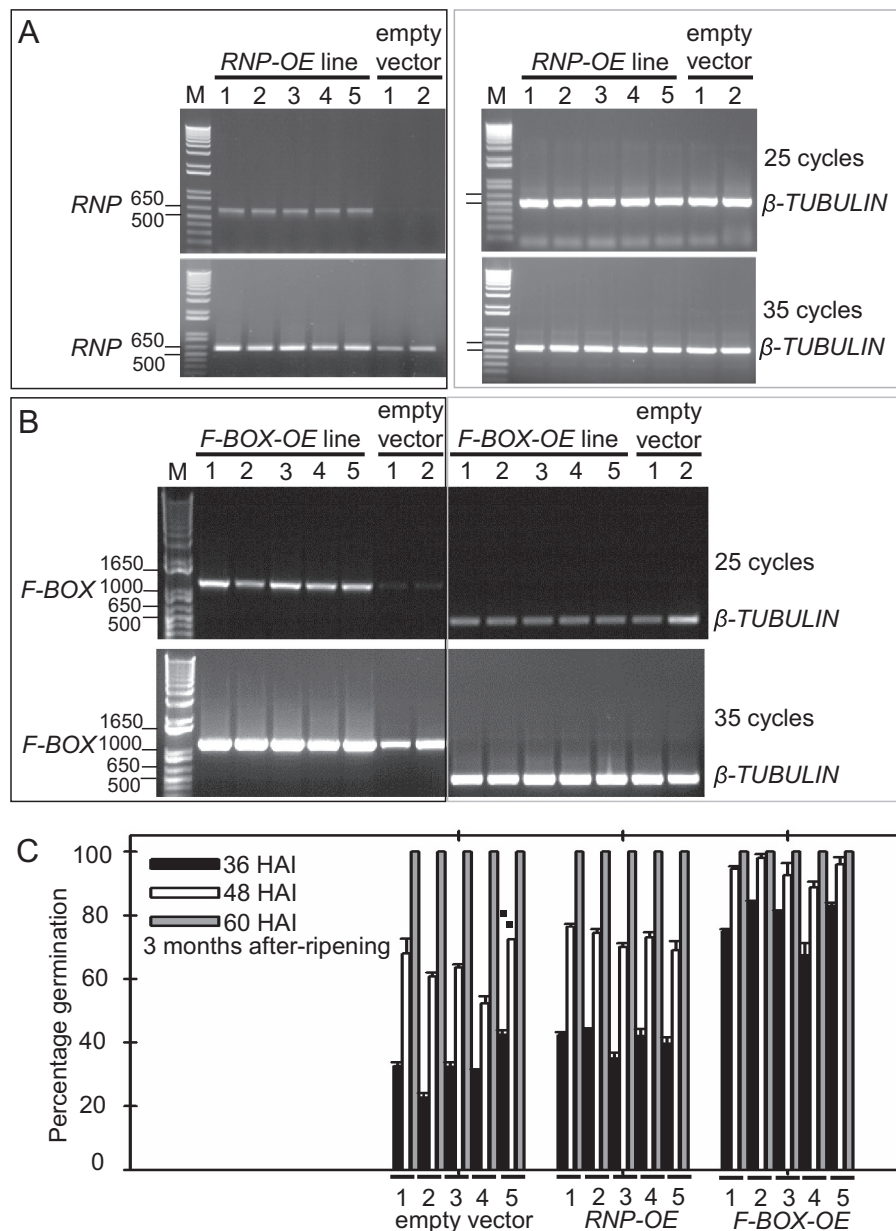 A
RNP-OE line
empty vector
M 1 2 3 4 5 1 2
RNP 650 500
RNP 650 500
RNP-OE line
empty vector
M 1 2 3 4 5 1 2
25 cycles
β-TUBULIN
35 cycles
β-TUBULIN
B
F-BOX-OE line
empty vector
M 1 2 3 4 5 1 2
F-BOX 1650 1000 650 500
F-BOX 1650 1000 650 500
F-BOX-OE line
empty vector
1 2 3 4 5 1 2
25 cycles
β-TUBULIN
35 cycles
β-TUBULIN
C
Percentage germination
100
80
60
40
20
0
36 HAI
48 HAI
60 HAI
3 months after-ripening
1 2 3 4 5 1 2 3 4 5 1 2 3 4 5
empty vector RNP-OE F-BOX-OE